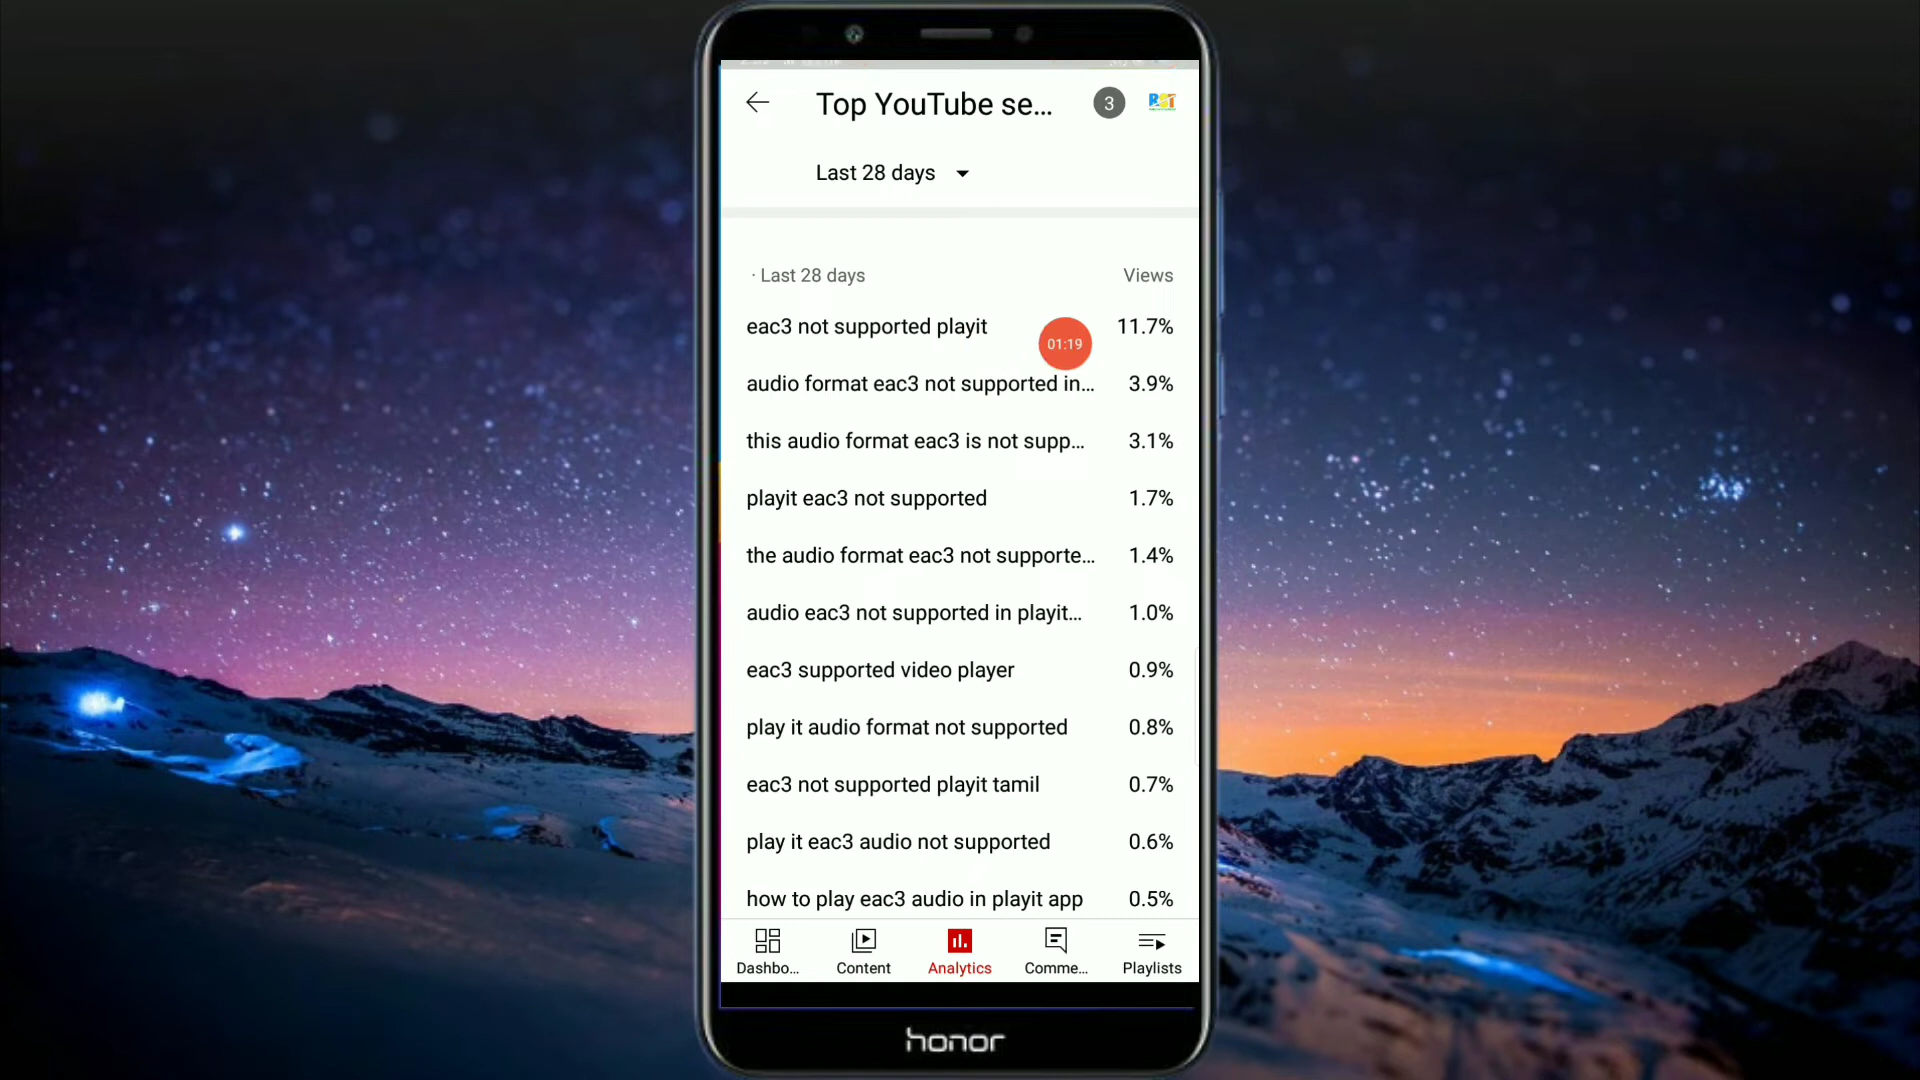 Top YouTube se...
3
Last 28 days
· Last 28 days Views
eac3 not supported playit 11.7%
01:19
audio format eac3 not supported in... 3.9%
this audio format eac3 is not supp... 3.1%
playit eac3 not supported 1.7%
the audio format eac3 not supporte... 1.4%
audio eac3 not supported in playit... 1.0%
eac3 supported video player 0.9%
play it audio format not supported 0.8%
eac3 not supported playit tamil 0.7%
play it eac3 audio not supported 0.6%
how to play eac3 audio in playit app 0.5%
Dashbo... Content Analytics Comme... Playlists
honor